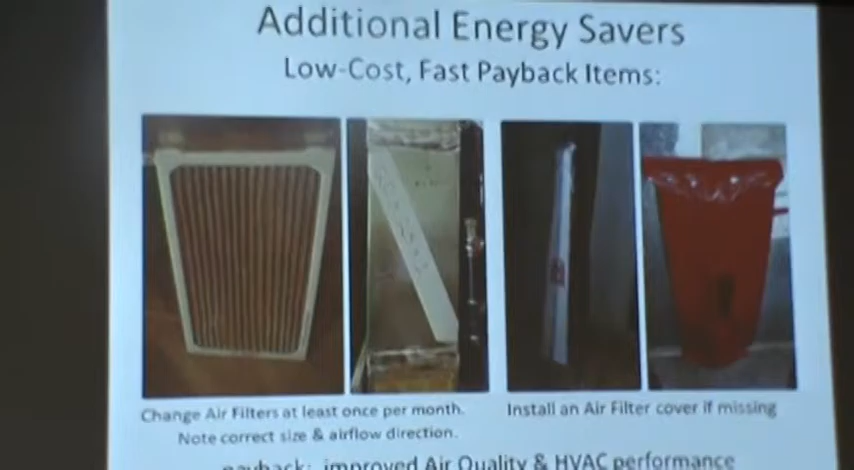 Additional Energy Savers
Low-Cost, Fast Payback Items:
Change Air Filters at least once per month.
Note correct size & airflow direction.
Install an Air Filter cover if missing
payback: improved Air Quality & HVAC performance